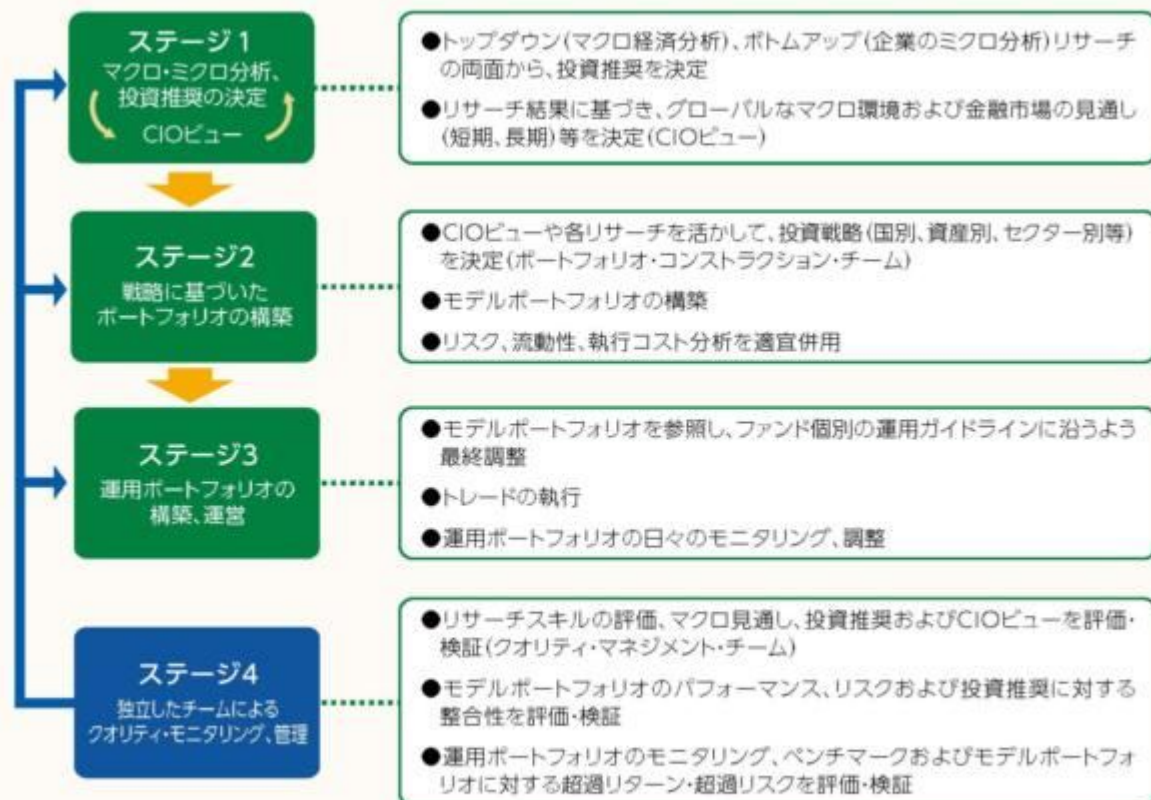 ステージ1
マクロ・ミクロ分析、
投資推奨の決定
CIOビュー
●トップダウン(マクロ経済分析)、ボトムアップ(企業のミクロ分析)リサーチ
の両面から、投資推奨を決定
●リサーチ結果に基づき、グローバルなマクロ環境および金融市場の見通し
(短期、長期)等を決定(CIOビュー)
ステージ2
戦略に基づいた
ポートフォリオの構築
●CIOビューや各リサーチを活かして、投資戦略(国別、資産別、セクター別等)
を決定(ポートフォリオ・コンストラクション・チーム)
●モデルポートフォリオの構築
●リスク、流動性、執行コスト分析を適宜併用
ステージ3
運用ポートフォリオの
構築、運営
●モデルポートフォリオを参照し、ファンド個別の運用ガイドラインに沿うよう
最終調整
●トレードの執行
●運用ポートフォリオの日々のモニタリング、調整
ステージ4
独立したチームによる
クオリティ・モニタリング、管理
●リサーチスキルの評価、マクロ見通し、投資推奨およびCIOビューを評価・
検証(クオリティ・マネジメント・チーム)
●モデルポートフォリオのパフォーマンス、リスクおよび投資推奨に対する
整合性を評価・検証
●運用ポートフォリオのモニタリング、ベンチマークおよびモデルポートフォ
リオに対する超過リターン・超過リスクを評価・検証